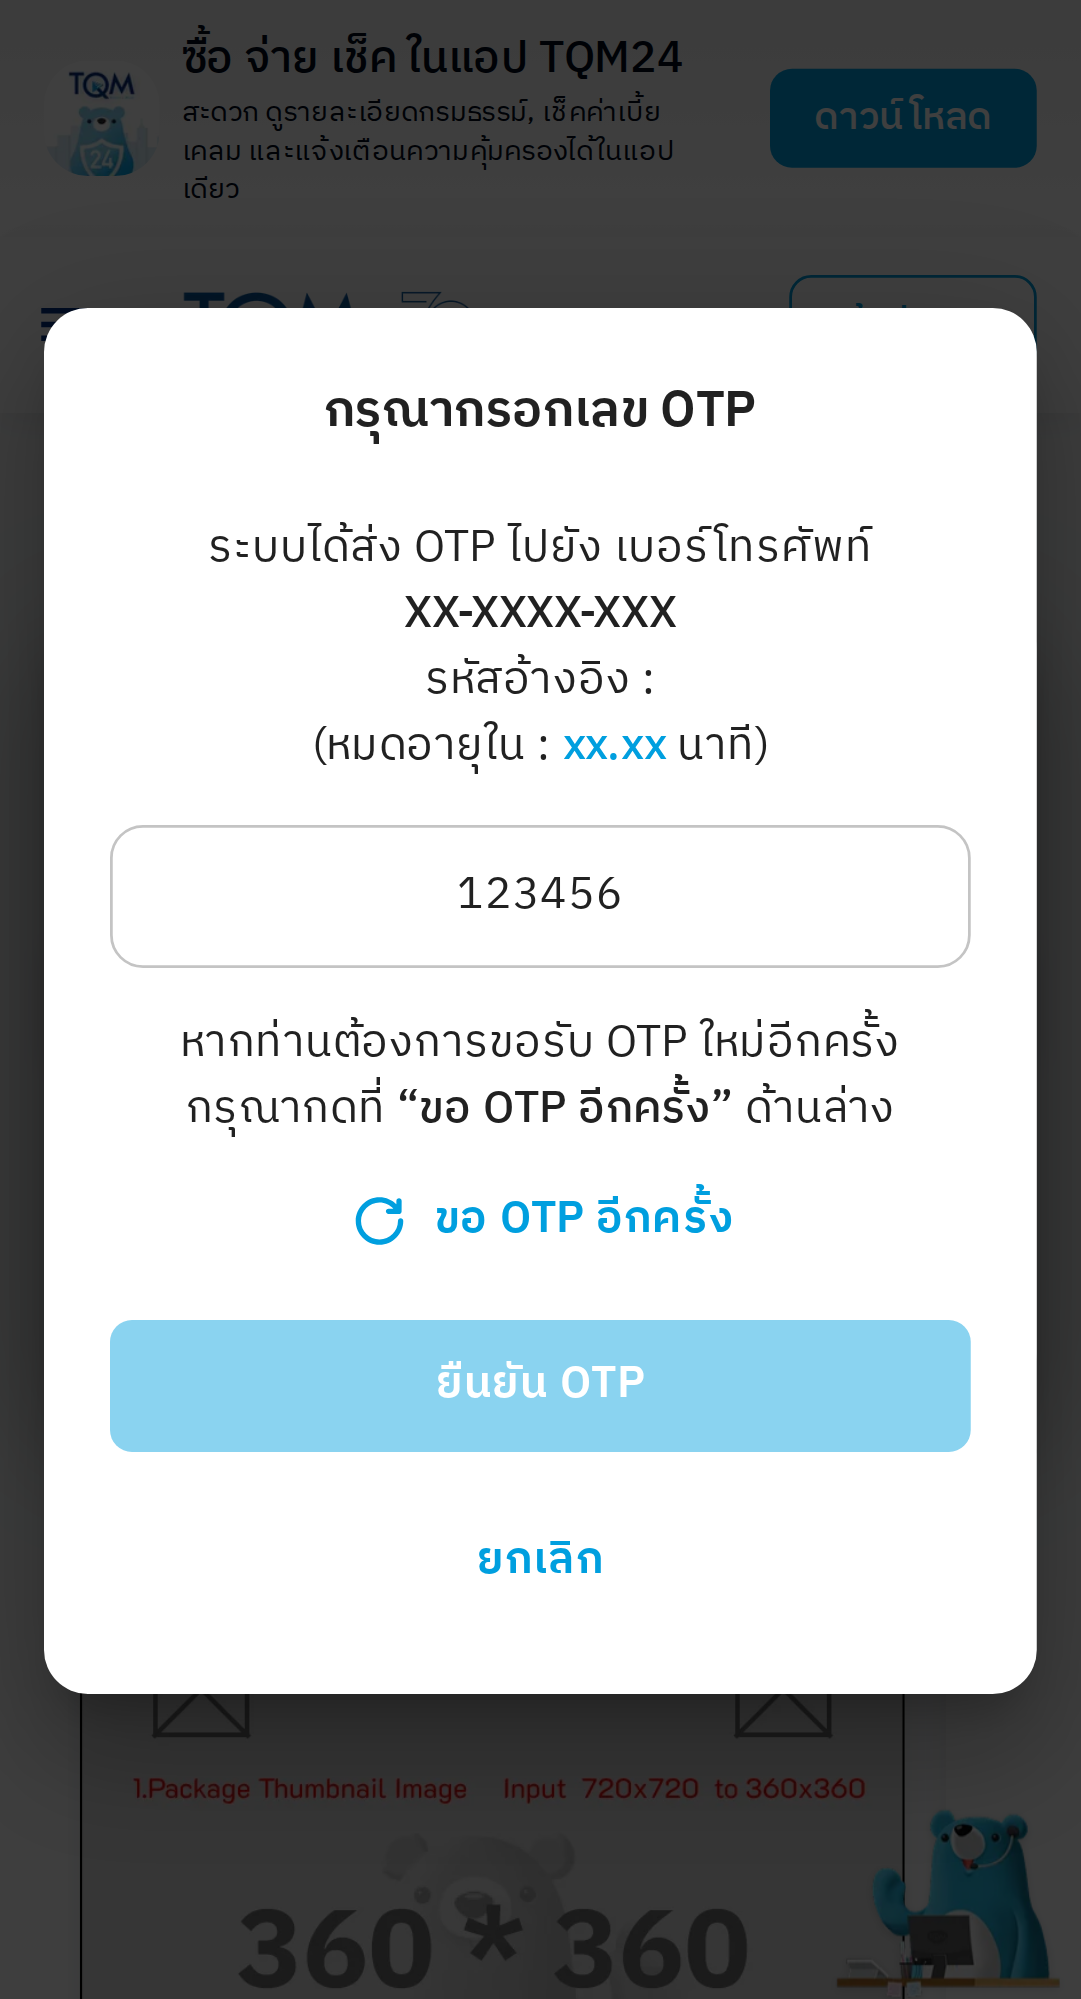 ซื้อ จ่าย เช็ค ในแอป TQM24
TQM
24
สะดวก ดูรายละเอียดกรมธรรม์, เช็คค่าเบี้ย
เคลม และแจ้งเตือนความคุ้มครองได้ในแอป
เดียว
ดาวน์โหลด
TQM
กรุณากรอกเลข OTP
ระบบได้ส่ง OTP ไปยัง เบอร์โทรศัพท์
XX-XXXX-XXX
รหัสอ้างอิง :
(หมดอายุใน : xx.xx นาที)
123456
หากท่านต้องการขอรับ OTP ใหม่อีกครั้ง
กรุณากดที่ “ขอ OTP อีกครั้ง” ด้านล่าง
ขอ OTP อีกครั้ง
ยืนยัน OTP
ยกเลิก
1.Package Thumbnail Image Input 720x720 to 360x360
360 * 360